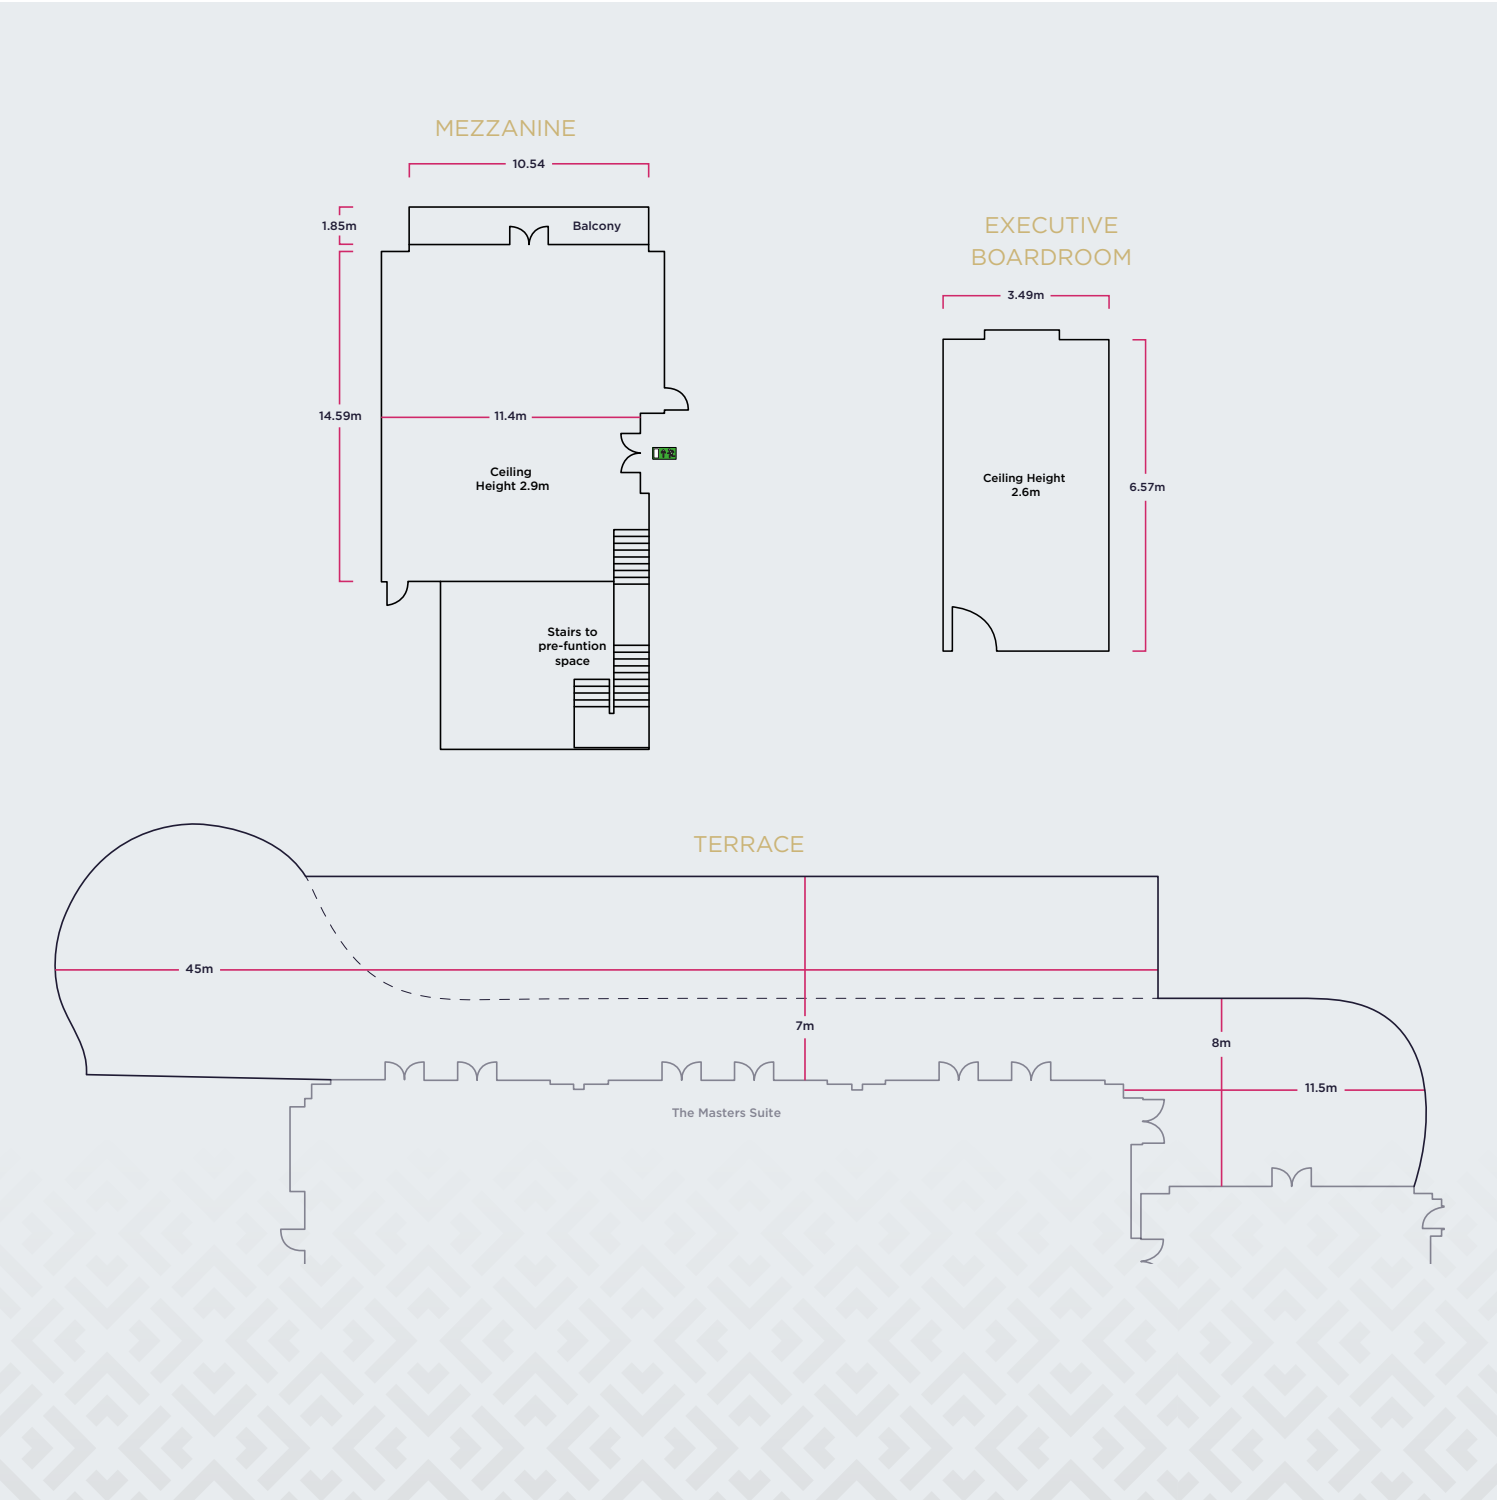 MEZZANINE
10.54
1.85m
Balcony
14.59m
11.4m
Ceiling
Height 2.9m
Stairs to
pre-funtion
space
EXECUTIVE
BOARDROOM
3.49m
Ceiling Height
2.6m
6.57m
TERRACE
45m
7m
8m
11.5m
The Masters Suite